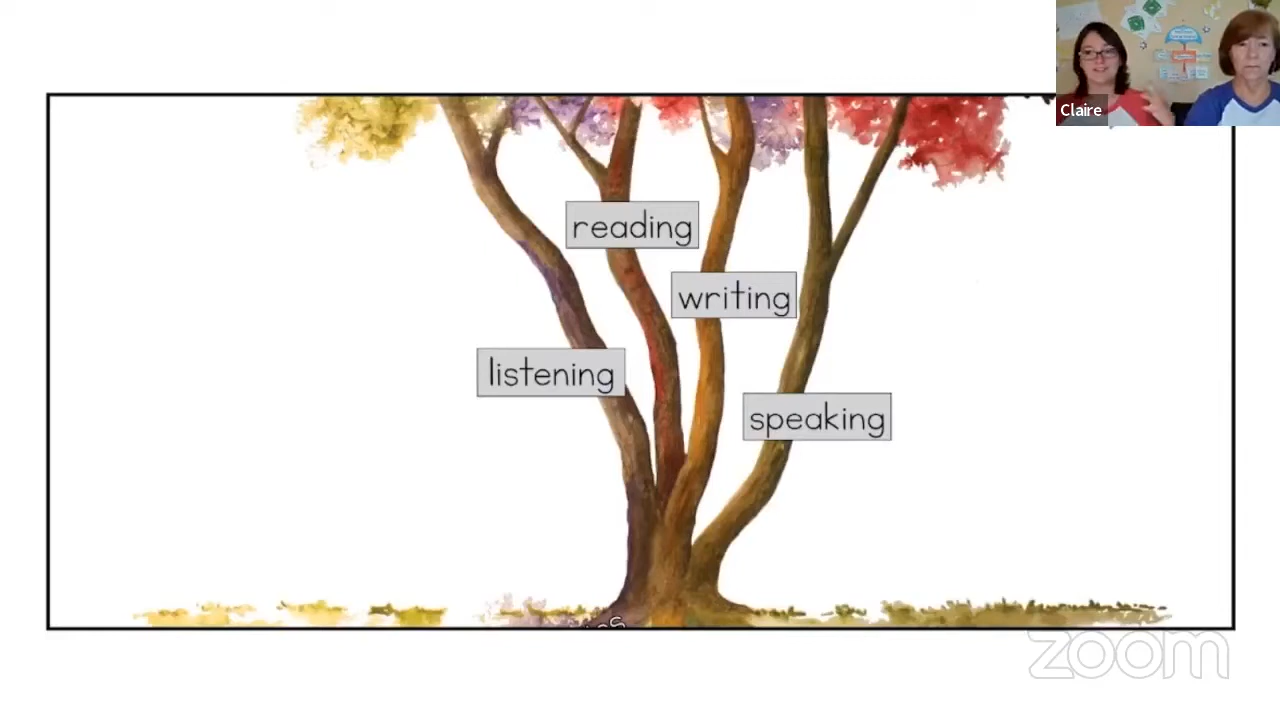 Claire
reading
writing
listening
speaking
zoom